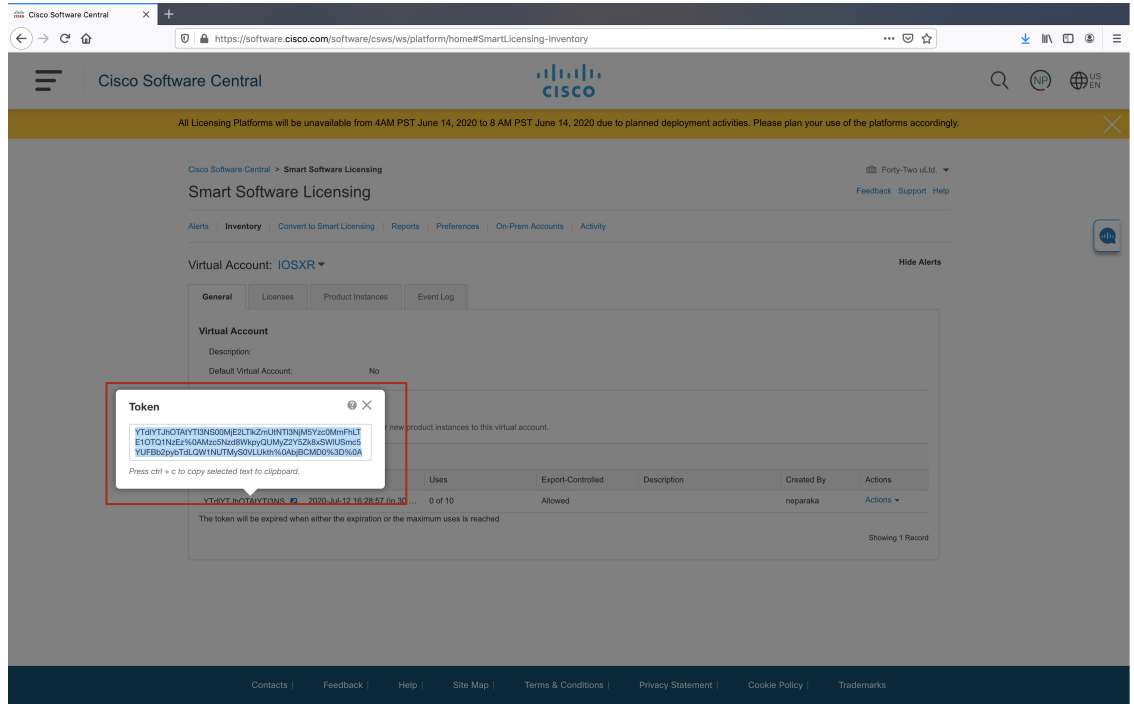 Cisco Software Central
https://software.cisco.com/software/csws/ws/platform/home#SmartLicensing-Inventory
Cisco Software Central
CISCO
NP
US
EN
All Licensing Platforms will be unavailable from 4AM PST June 14, 2020 to 8 AM PST June 14, 2020 due to planned deployment activities. Please plan your use of the platforms accordingly.
Cisco Software Central > Smart Software Licensing
Forty-Two uLtd.
Smart Software Licensing
Feedback Support Help
Alerts | Inventory | Convert to Smart Licensing | Reports | Preferences | On-Prem Accounts | Activity
Virtual Account: IOSXR
Hide Alerts
General Licenses Product Instances Event Log
Virtual Account
Description:
Default Virtual Account: No
Token
new product instances to this virtual account.
Press ctrl + c to copy selected text to clipboard.
Uses Export-Controlled Description Created By Actions
2020-Jul-12 16:28:57 (in 30 ... 0 of 10 Allowed neparaka Actions
The token will be expired when either the expiration or the maximum uses is reached
Showing 1 Record
Contacts | Feedback | Help | Site Map | Terms & Conditions | Privacy Statement | Cookie Policy | Trademarks